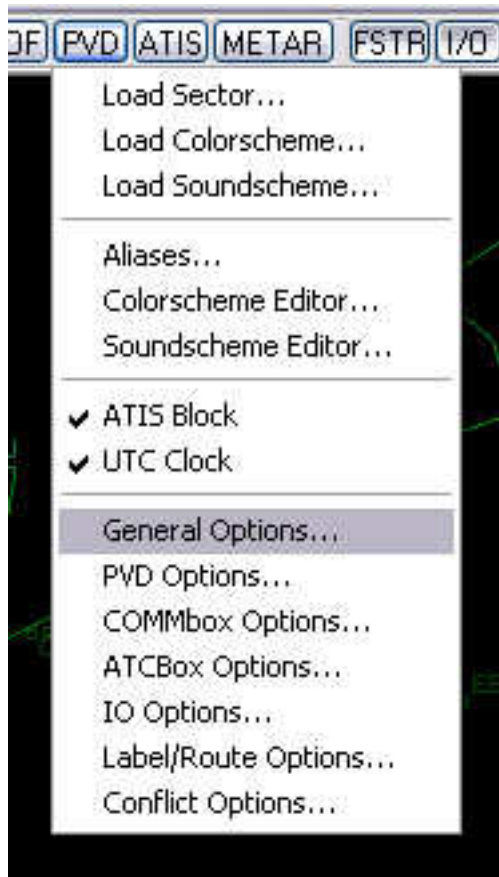 OF PVD ATIS METAR FSTR I/O
Load Sector...
Load Colorscheme...
Load Soundscheme...
Aliases...
Colorscheme Editor...
Soundscheme Editor...
ATIS Block
UTC Clock
General Options...
PVD Options...
COMMbox Options...
ATCBox Options...
IO Options...
Label/Route Options...
Conflict Options...